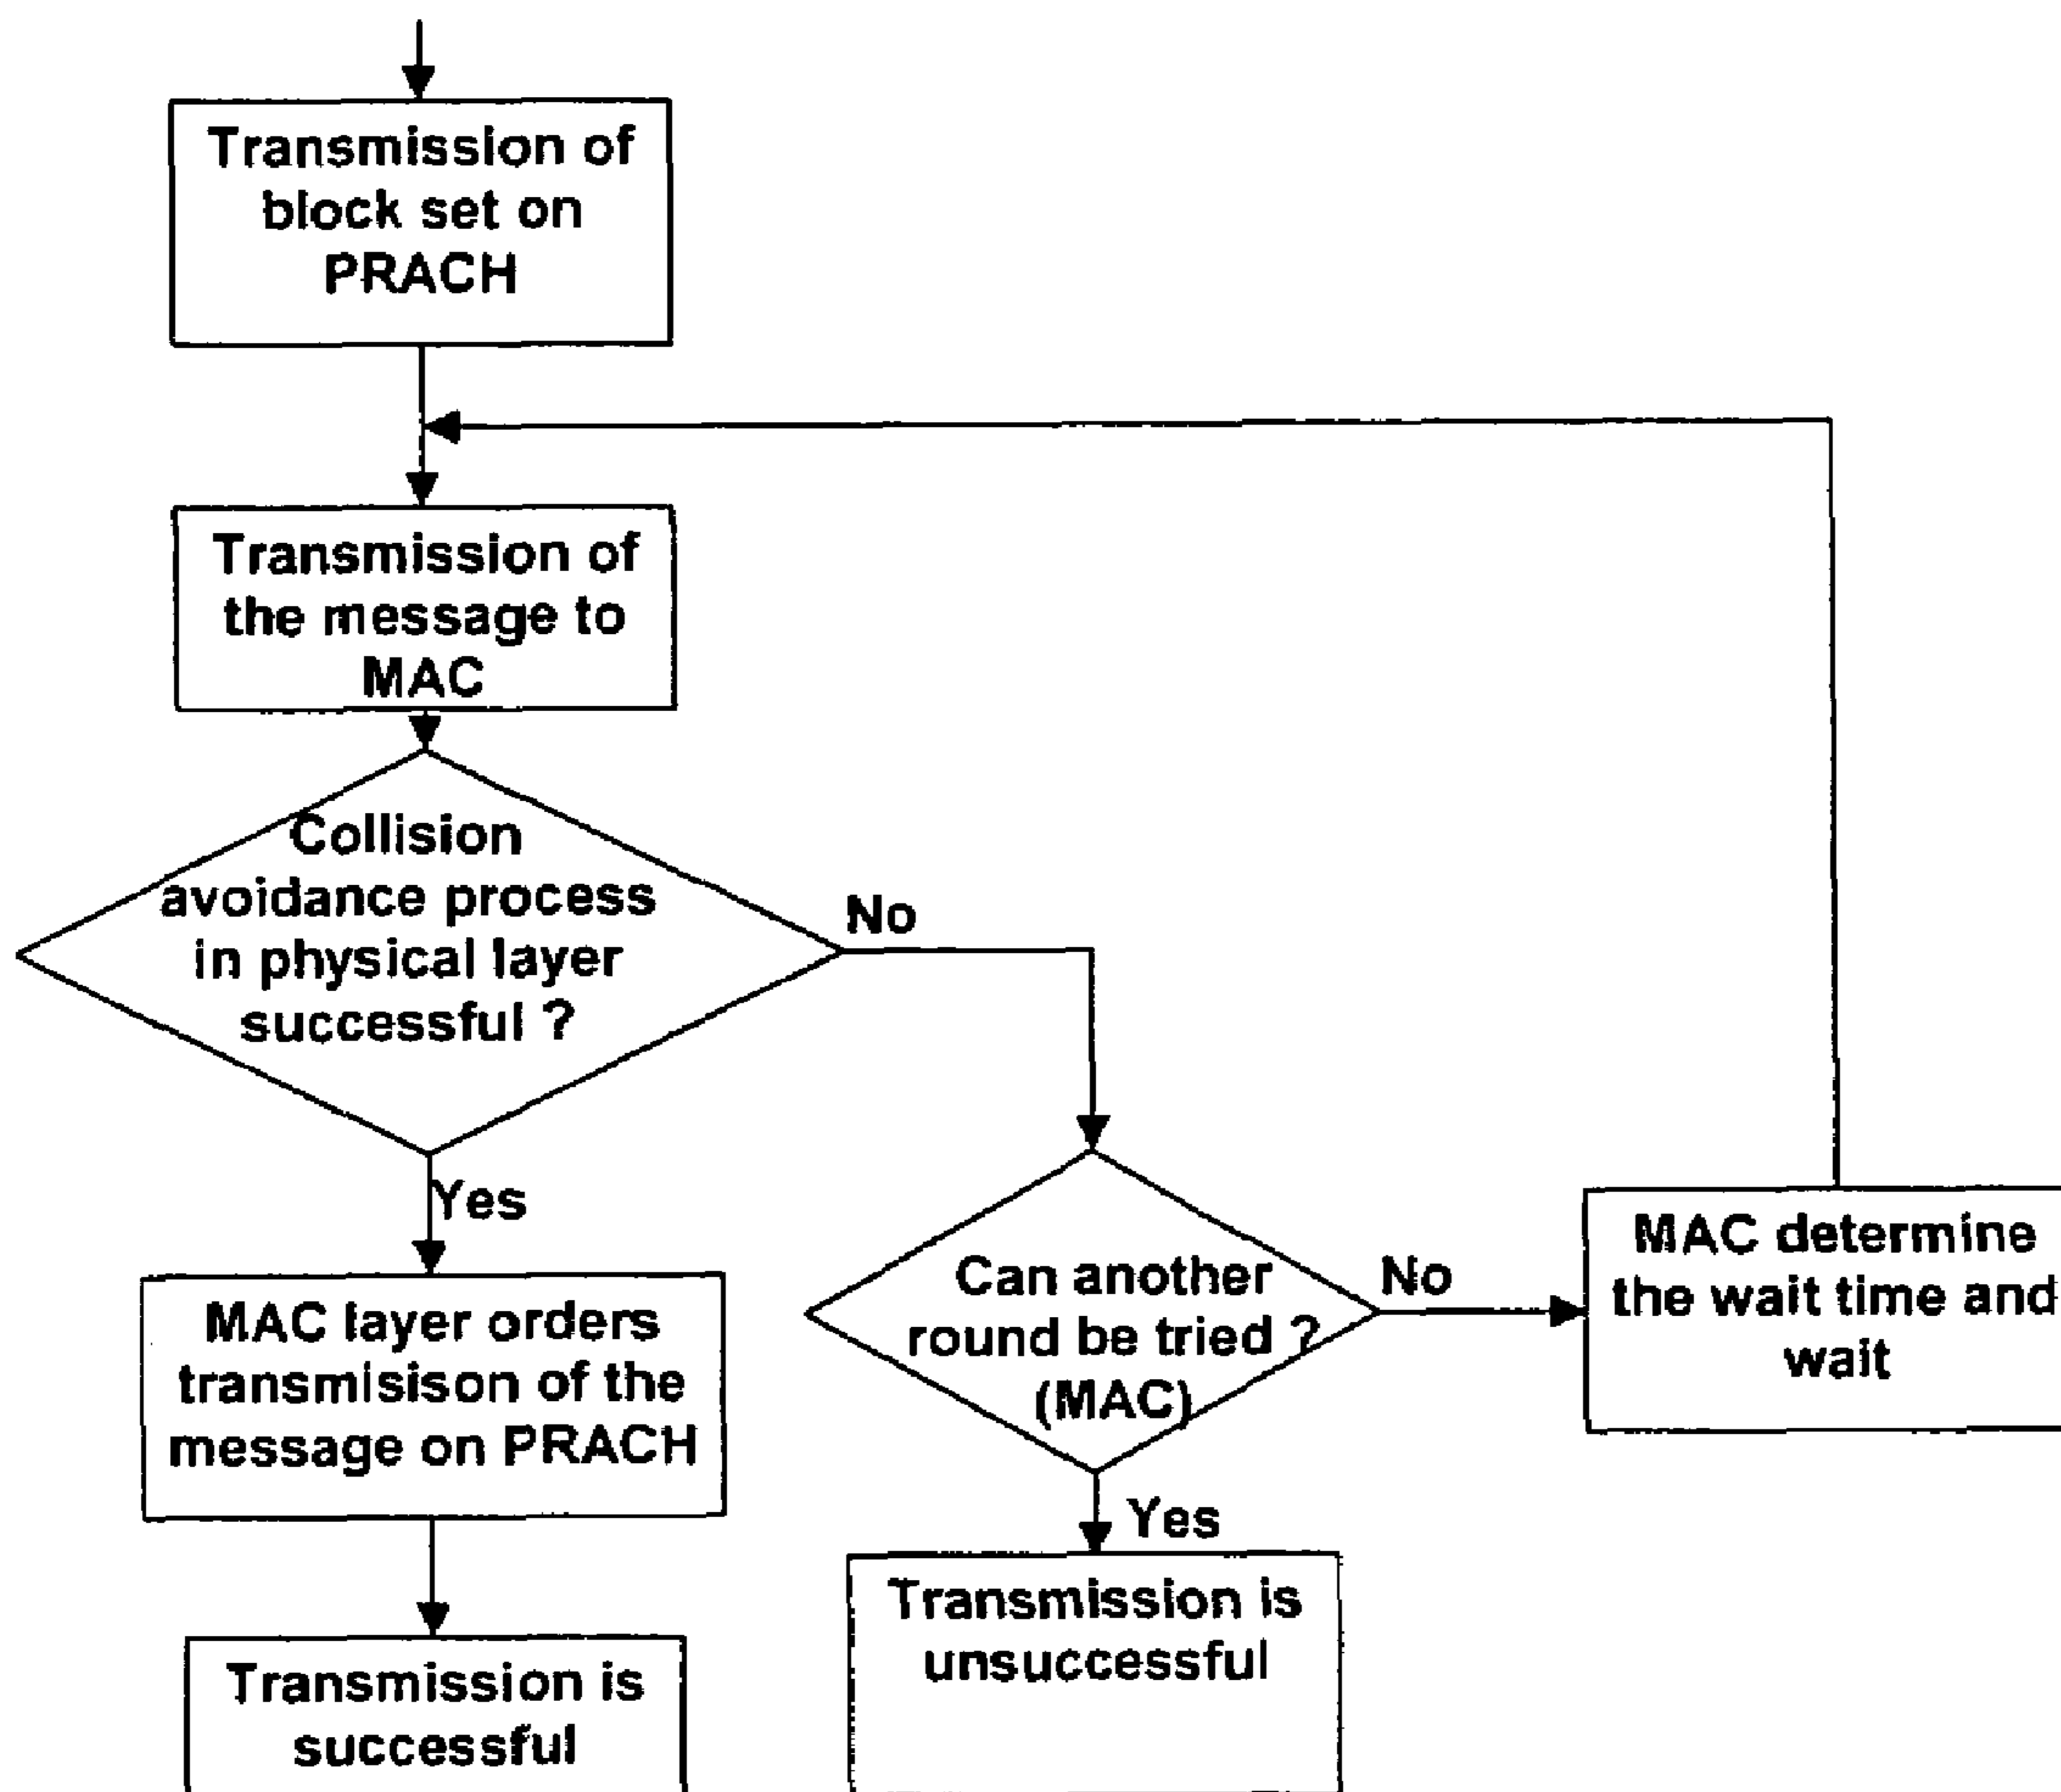 Transmission of
block set on
PRACH
Transmission of
the message to
MAC
Collision
avoidance process
in physical layer
successful ?
No
Yes
MAC layer orders
transmisison of the
message on PRACH
Can another
round be tried ?
(MAC)
No
MAC determine
the wait time and
wait
Yes
Transmission is
unsuccessful
Transmission is
successful